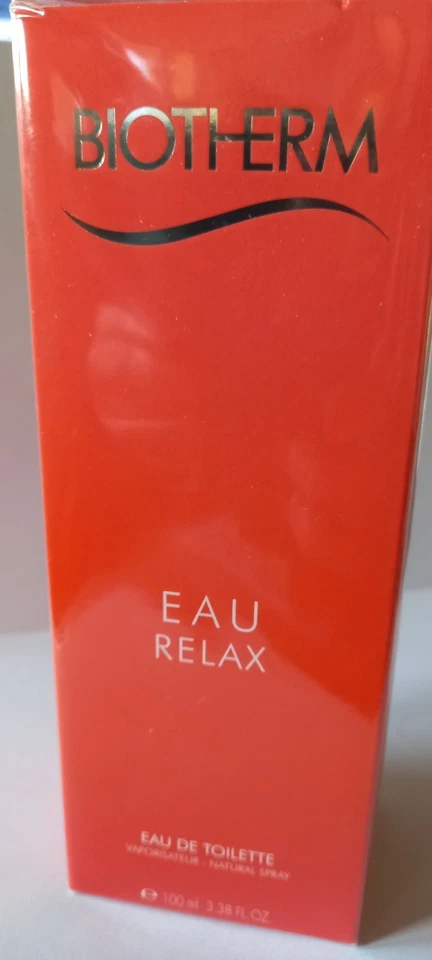 BIOTHERM
EAU
RELAX
EAU DE TOILETTE
VAPORISATEUR - NATURAL SPRAY
℮ 100 ml 3.38 FL OZ.